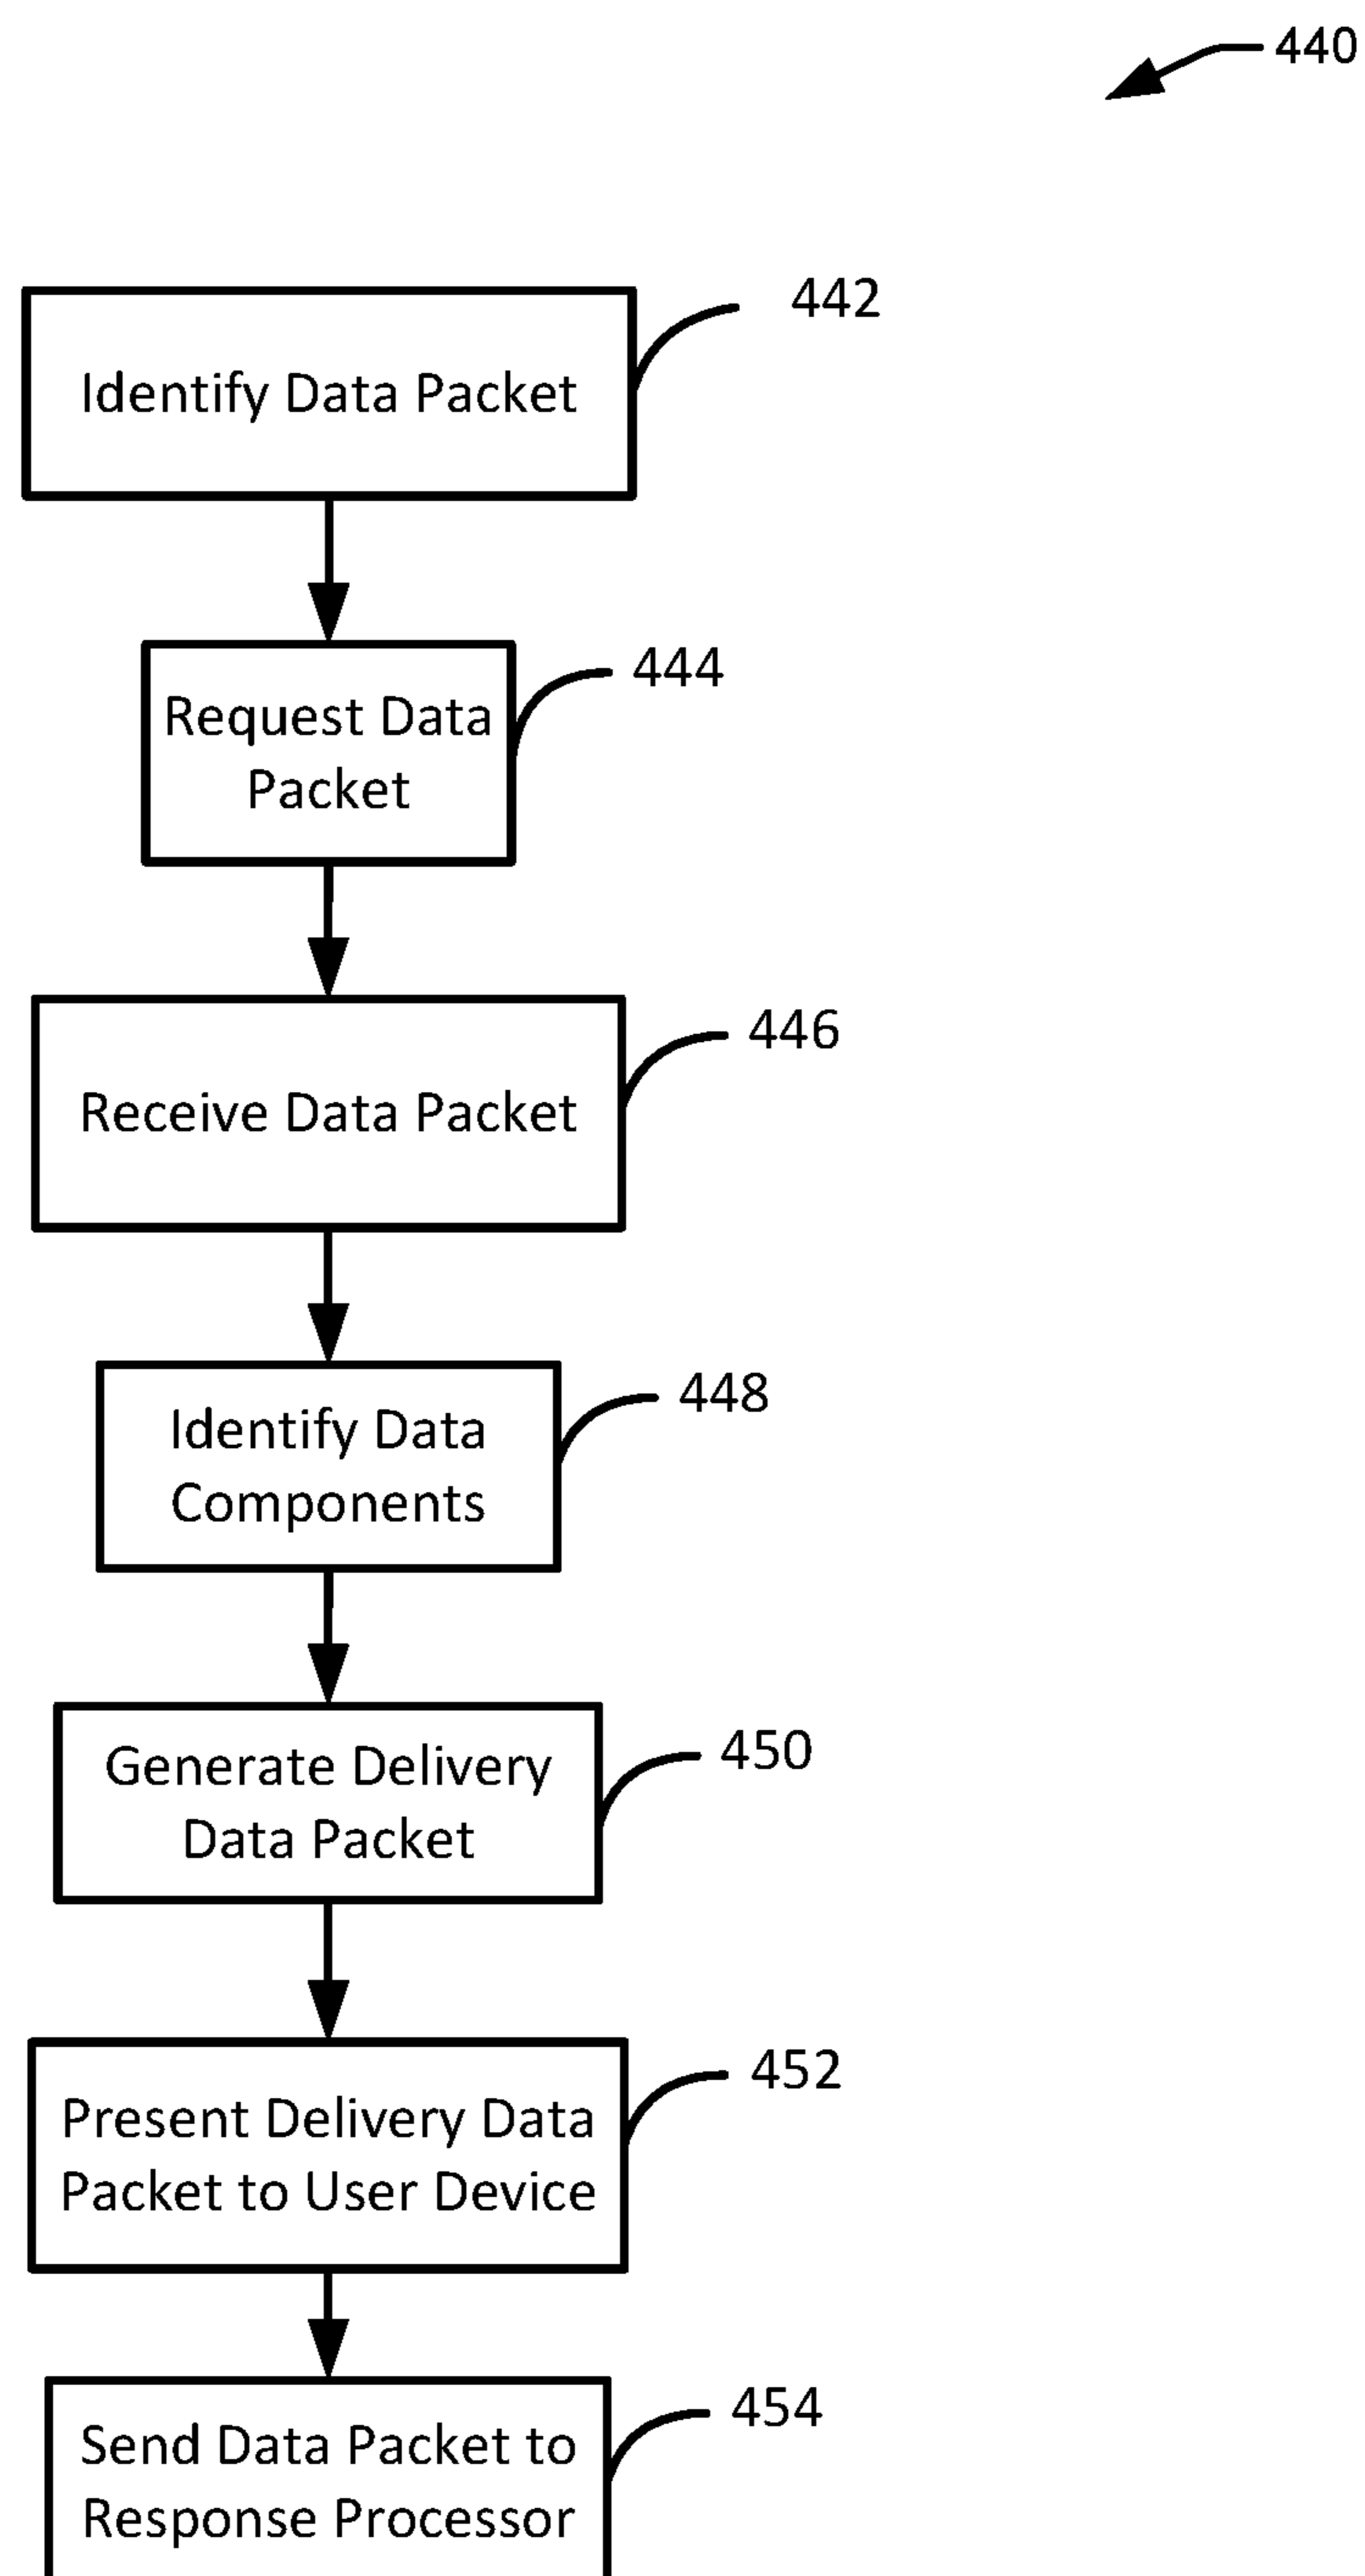 440
442
Identify Data Packet
444
Request Data
Packet
446
Receive Data Packet
448
Identify Data
Components
450
Generate Delivery
Data Packet
452
Present Delivery Data
Packet to User Device
454
Send Data Packet to
Response Processor